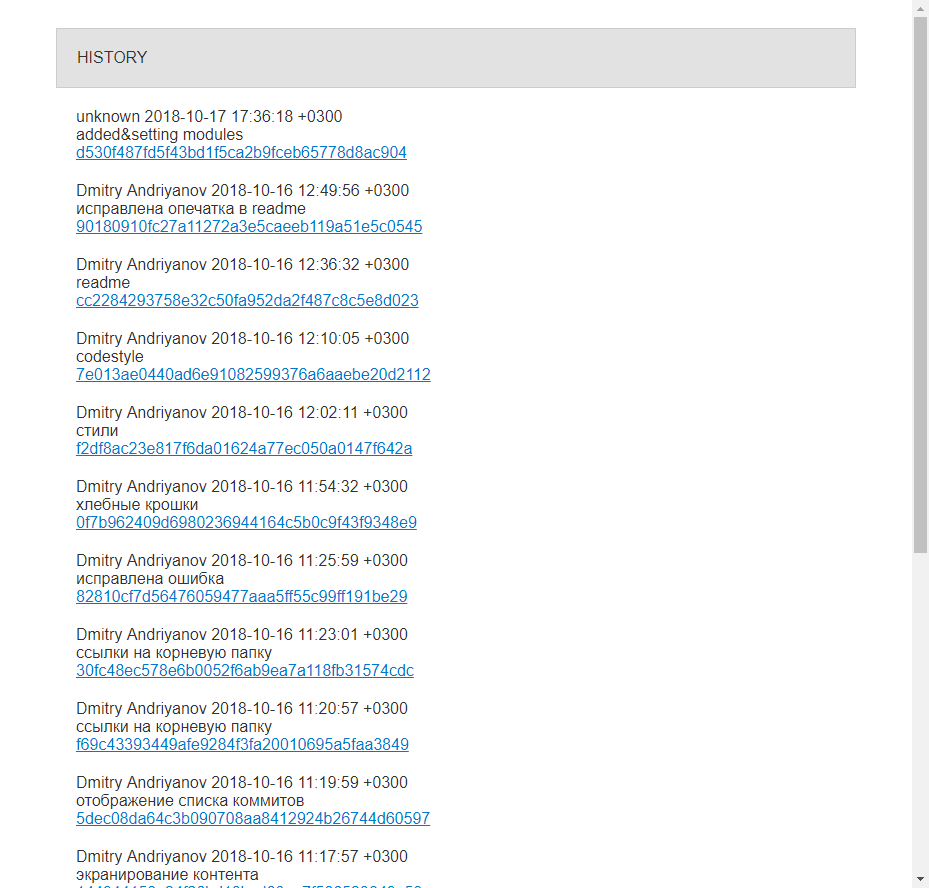 HISTORY
unknown 2018-10-17 17:36:18 +0300
added&setting modules
d530f487fd5f43bd1f5ca2b9fceb65778d8ac904
Dmitry Andriyanov 2018-10-16 12:49:56 +0300
исправлена опечатка в readme
90180910fc27a11272a3e5caeeb119a51e5c0545
Dmitry Andriyanov 2018-10-16 12:36:32 +0300
readme
cc2284293758e32c50fa952da2f487c8c5e8d023
Dmitry Andriyanov 2018-10-16 12:10:05 +0300
codestyle
7e013ae0440ad6e91082599376a6aaebe20d2112
Dmitry Andriyanov 2018-10-16 12:02:11 +0300
стили
f2df8ac23e817f6da01624a77ec050a0147f642a
Dmitry Andriyanov 2018-10-16 11:54:32 +0300
хлебные крошки
0f7b962409d6980236944164c5b0c9f43f9348e9
Dmitry Andriyanov 2018-10-16 11:25:59 +0300
исправлена ошибка
82810cf7d56476059477aaa5ff55c99ff191be29
Dmitry Andriyanov 2018-10-16 11:23:01 +0300
ссылки на корневую папку
30fc48ec578e6b0052f6ab9ea7a118fb31574cdc
Dmitry Andriyanov 2018-10-16 11:20:57 +0300
ссылки на корневую папку
f69c43393449afe9284f3fa20010695a5faa3849
Dmitry Andriyanov 2018-10-16 11:19:59 +0300
отображение списка коммитов
5dec08da64c3b090708aa8412924b26744d60597
Dmitry Andriyanov 2018-10-16 11:17:57 +0300
экранирование контента